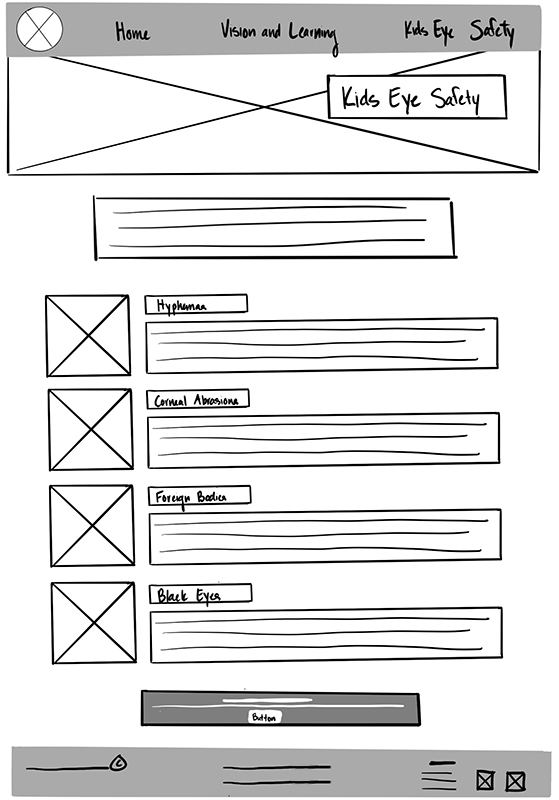 Home
Vision and Learning
Kids Eye Safety
Kids Eye Safety
Hyphemas
Corneal Abrasions
Foreign Bodies
Black Eyes
Button
©